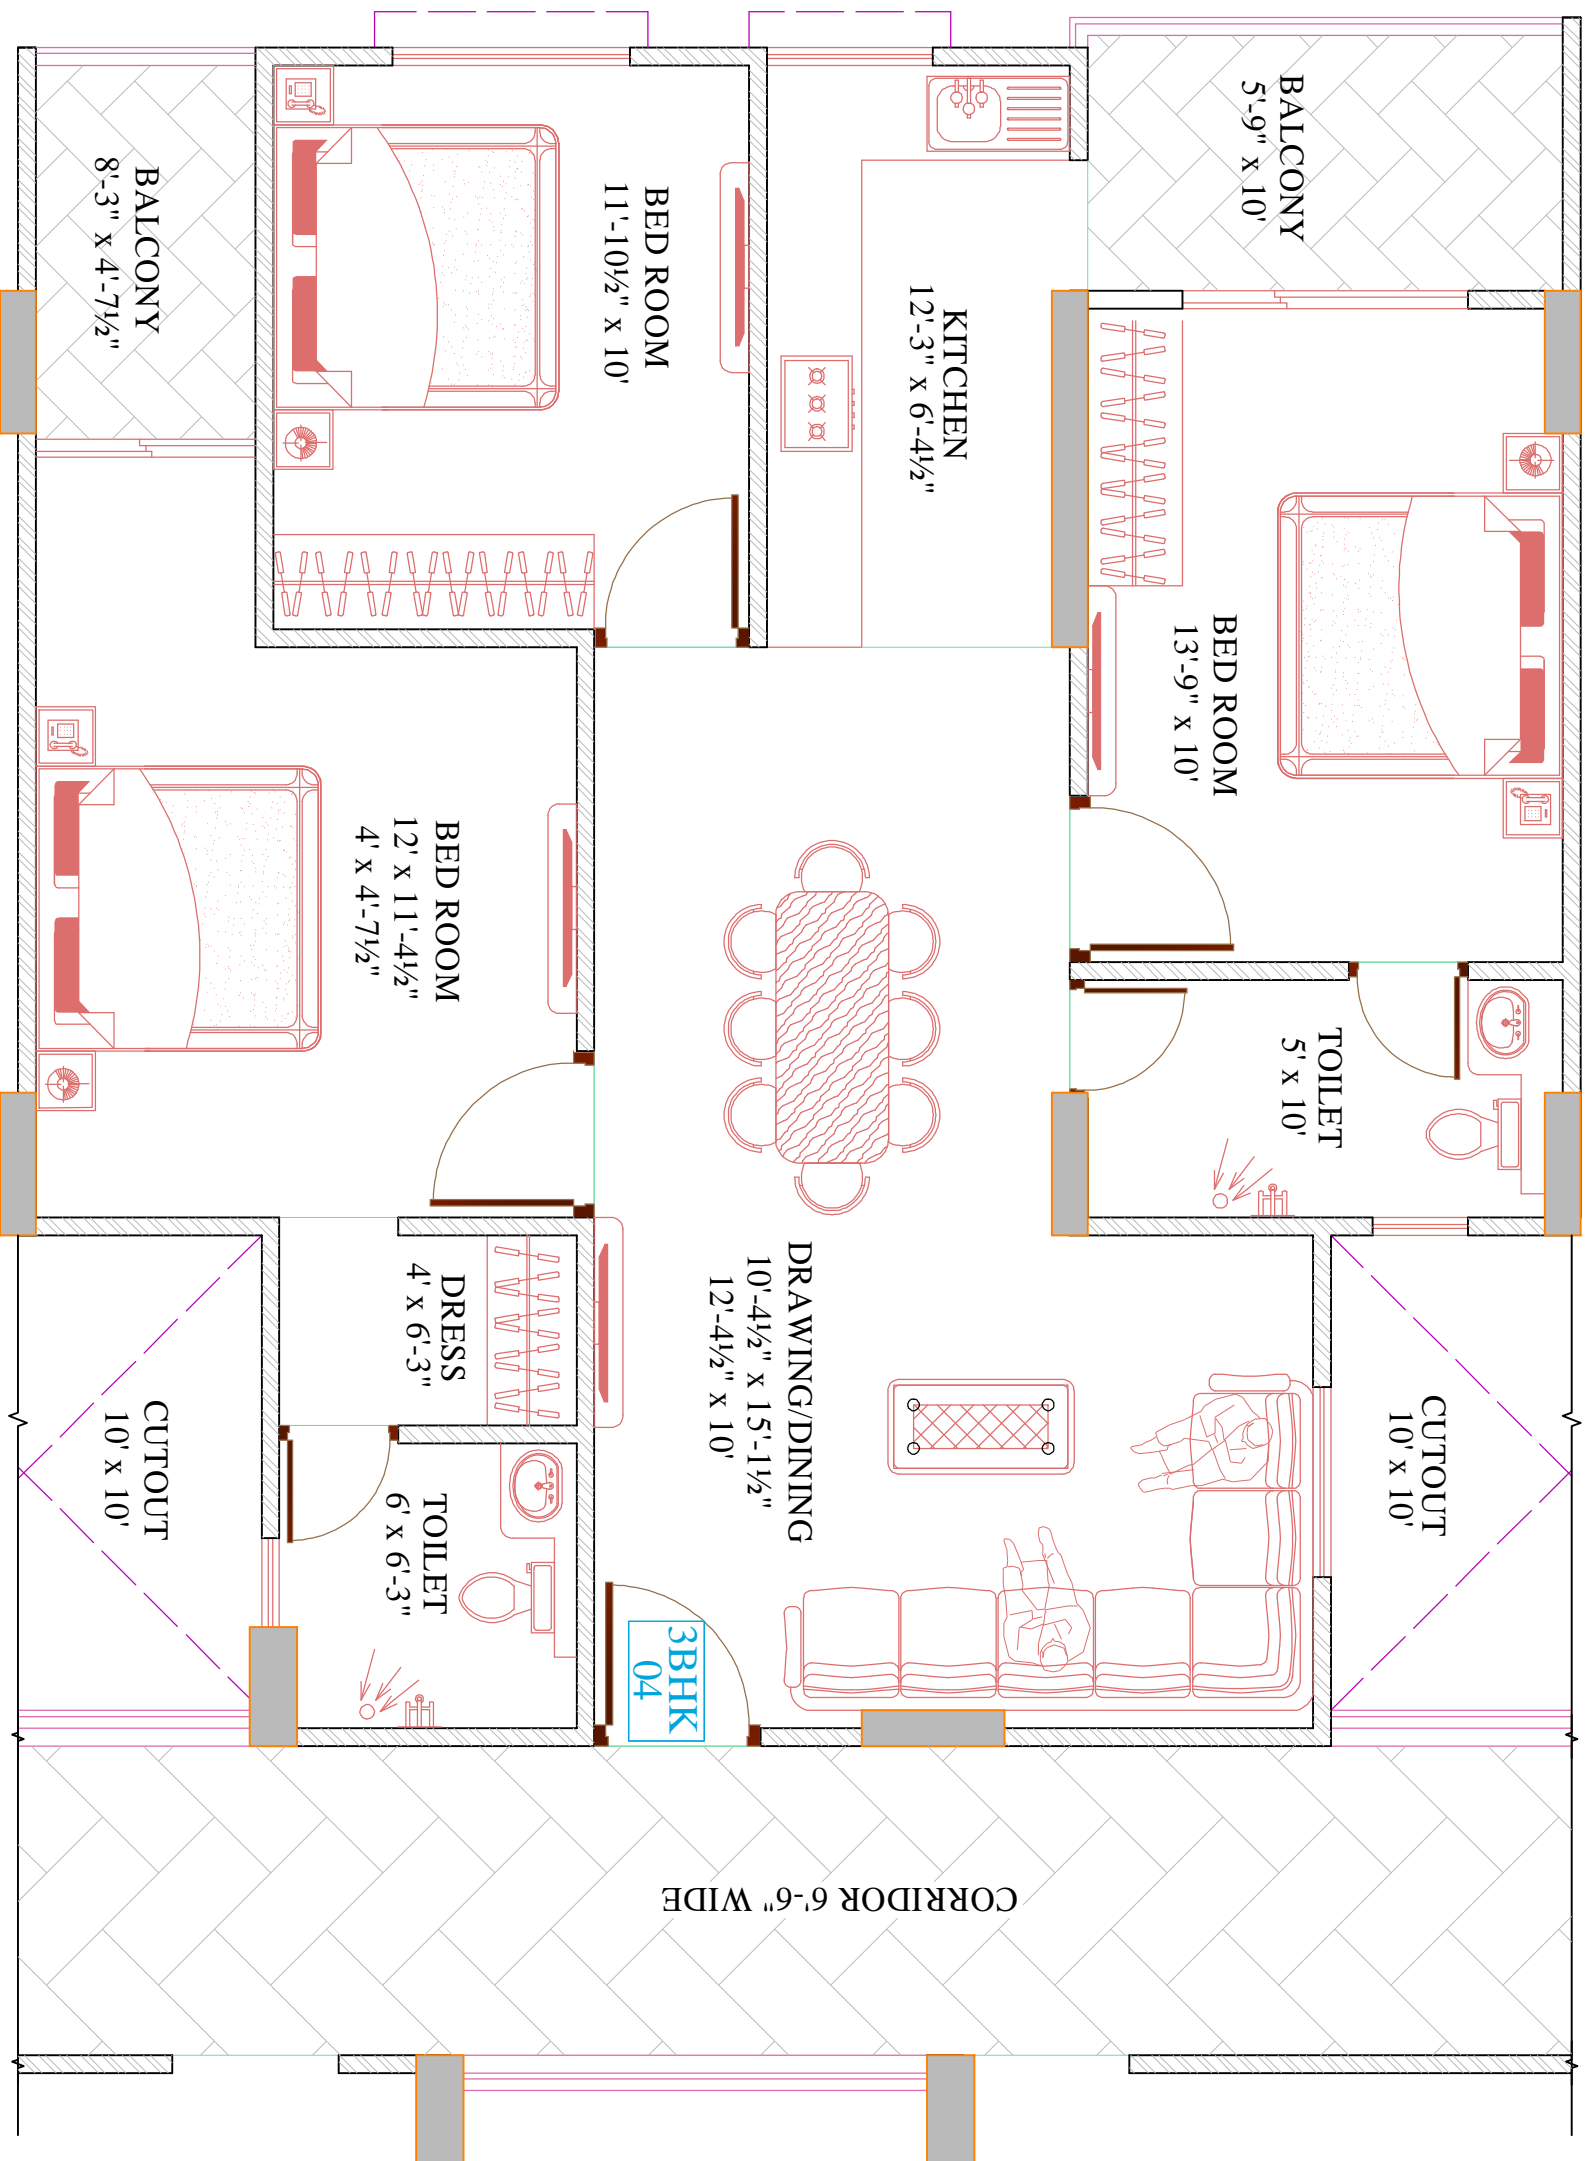 BALCONY
5'-9" x 10'
BED ROOM
13'-9" x 10'
TOILET
5' x 10'
CUTOUT
10' x 10'
KITCHEN
12'-3" x 6'-4½"
DRAWING/DINING
10'-4½" x 15'-1½"
12'-4½" x 10'
3BHK
04
BED ROOM
11'-10½" x 10'
BED ROOM
12' x 11'-4½"
4' x 4'-7½"
DRESS
4' x 6'-3"
TOILET
6' x 6'-3"
BALCONY
8'-3" x 4'-7½"
CUTOUT
10' x 10'
CORRIDOR 6'-6" WIDE